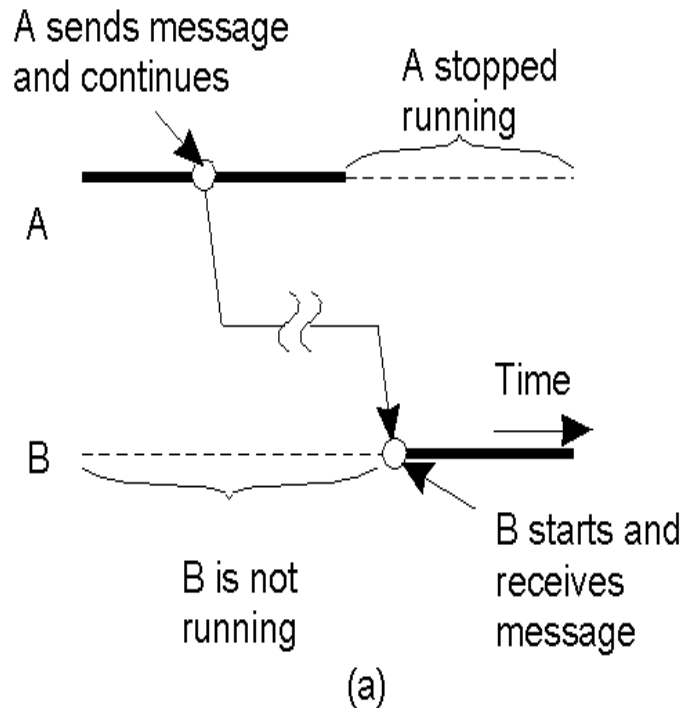 A sends message
and continues
A stopped
running
A
Time
B
B is not
running
B starts and
receives
message
(a)